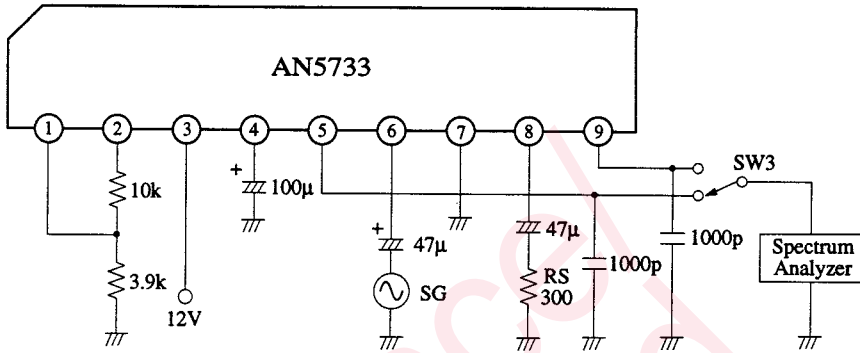 AN5733
1 2 3 4 5 6 7 8 9
SW3
10k
+ 100μ
+ 47μ
47μ
1000p
1000p
Spectrum
Analyzer
3.9k
12V
SG
RS
300